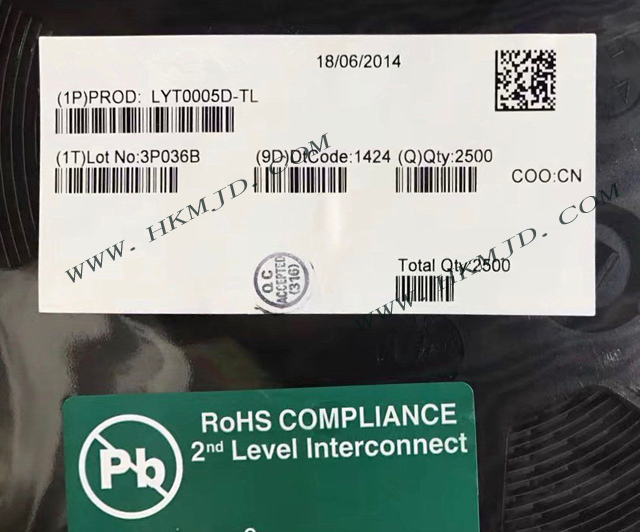 18/06/2014
(1P)PROD: LYT0005D-TL
(1T)Lot No:3P036B
(9D)DtCode:1424
(Q)Qty:2500
COO:CN
WWW.HKMJD.COM
WWW.HKMJD.COM
QC
ACCEPTED
(316)
Total Qty:2500
Pb
RoHS COMPLIANCE
2nd Level Interconnect